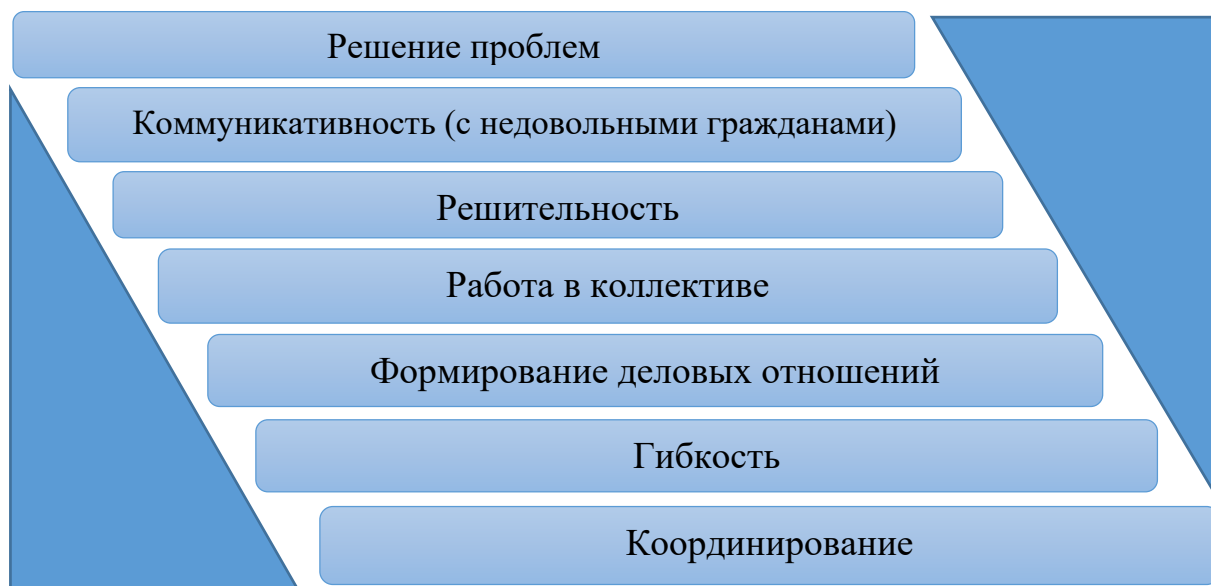 Решение проблем
Коммуникативность (с недовольными гражданами)
Решительность
Работа в коллективе
Формирование деловых отношений
Гибкость
Координирование